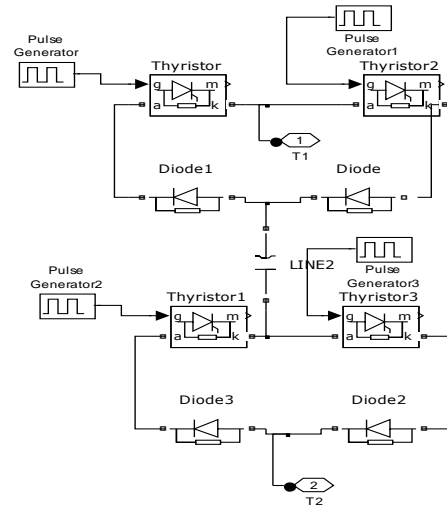 Pulse
Generator
Pulse
Generator1
Thyristor
g m
a k
Thyristor2
g m
a k
1
T1
Diode1
Diode
LINE2
Pulse
Generator3
Pulse
Generator2
Thyristor1
g m
a k
Thyristor3
g m
a k
Diode3
Diode2
2
T2